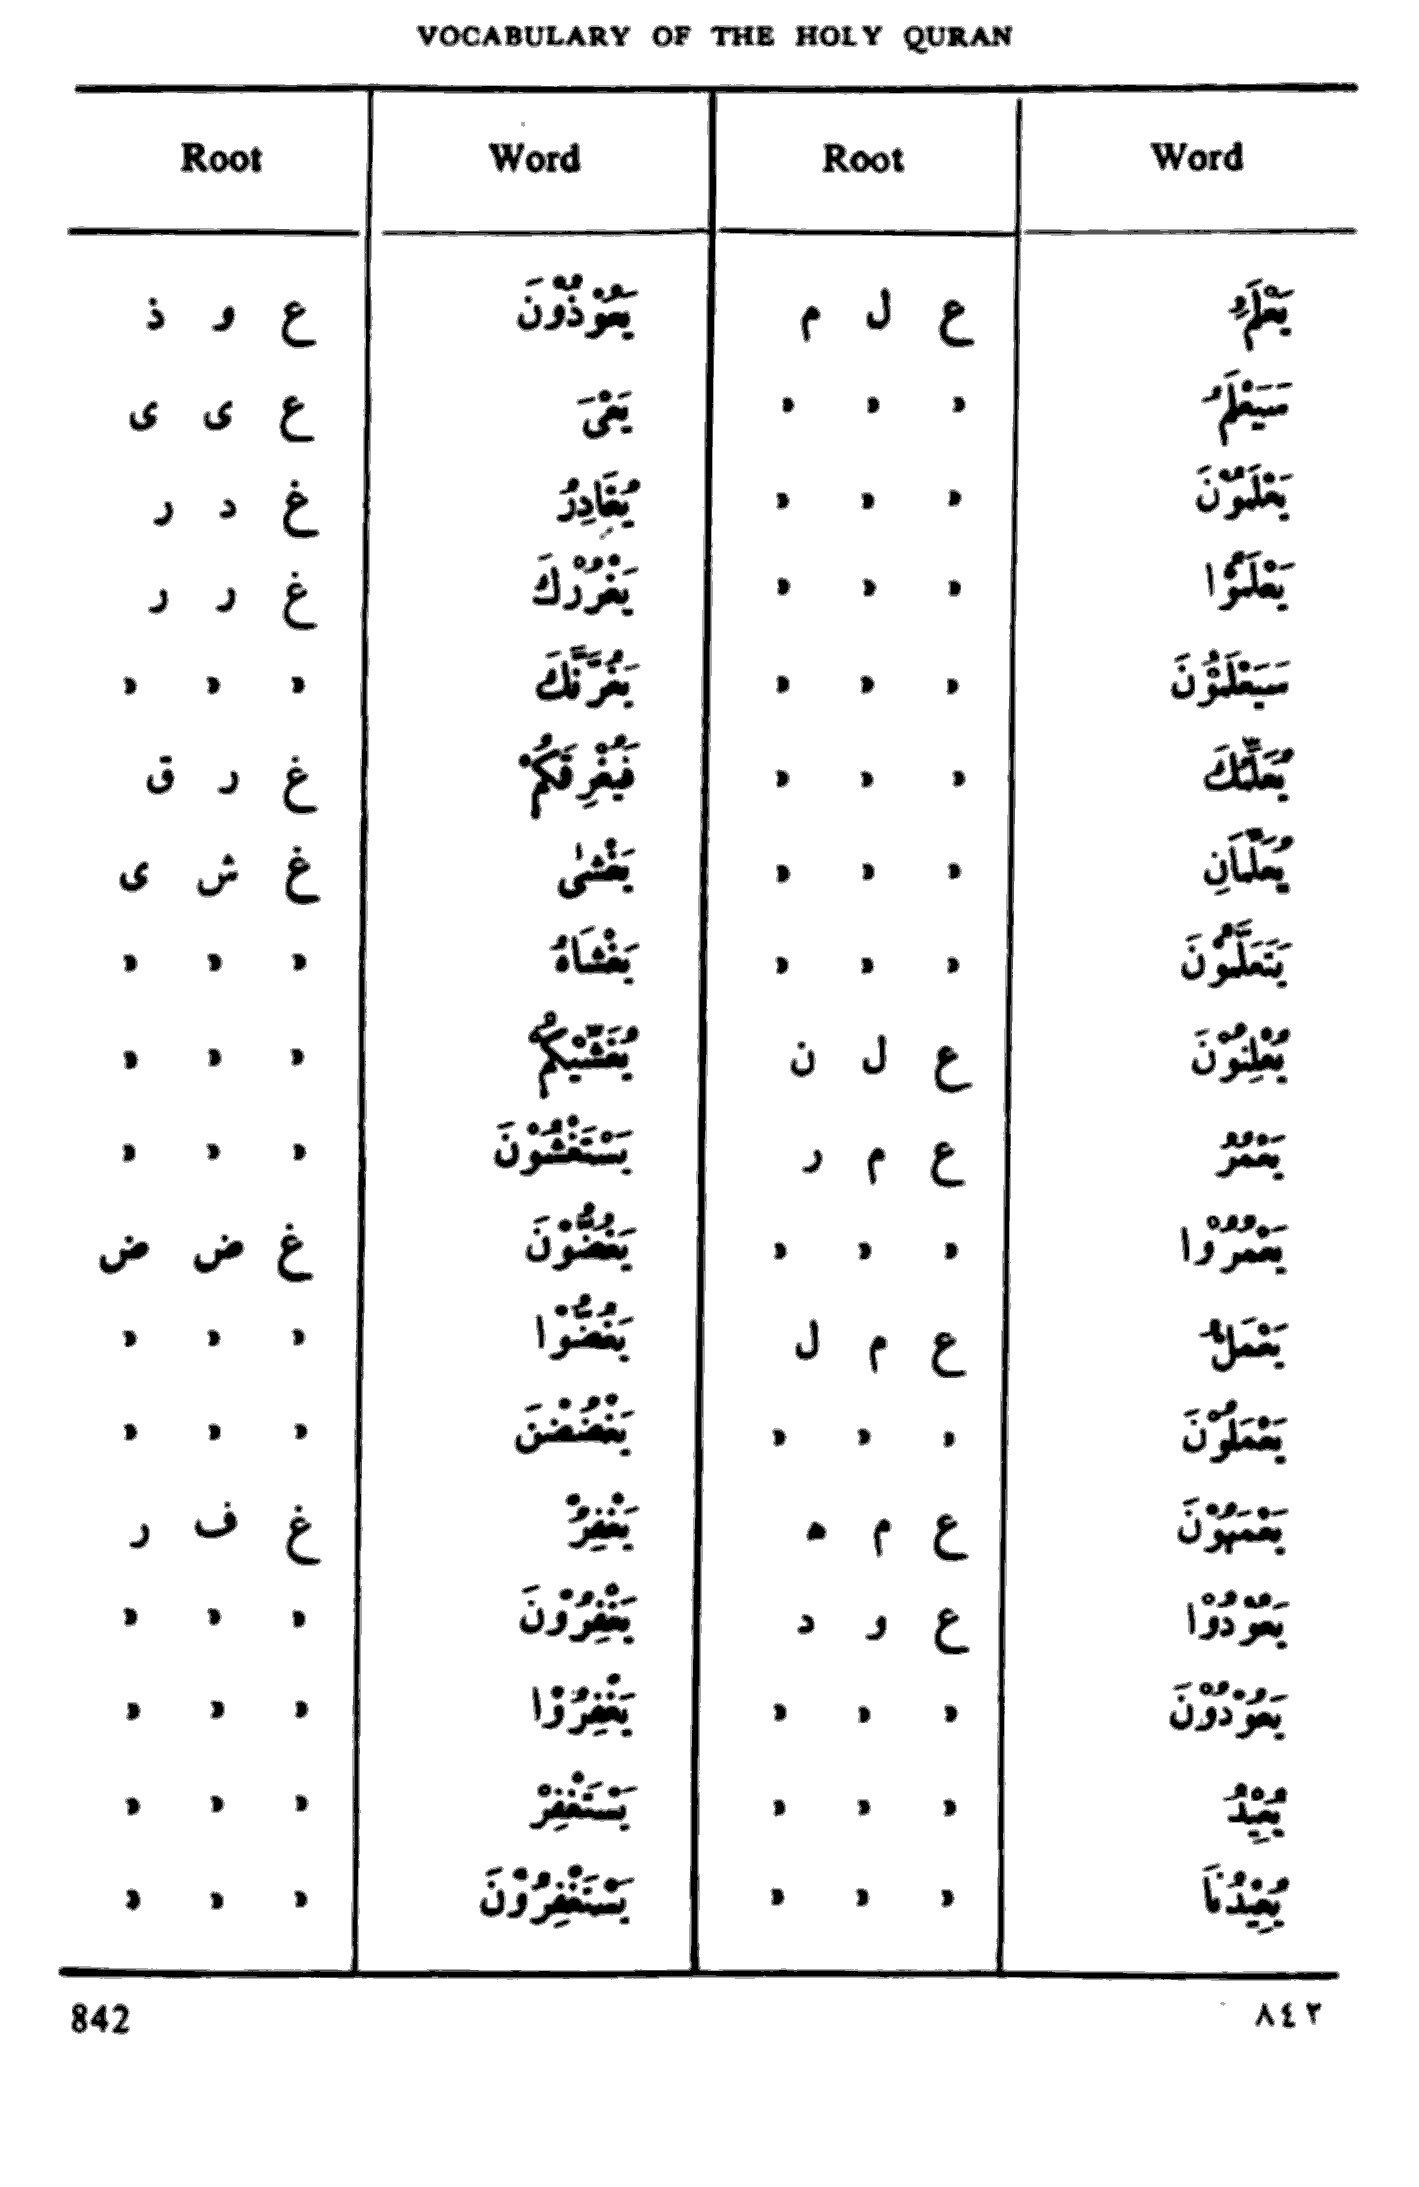 VOCABULARY OF THE HOLY QURAN
Root Word Root Word
يَعْلَمُ ع ل م يَعُوْذُوْنَ ع و ذ
سَيَعْلَمُ » » » يَعْىَ ع ى ى
يَعْلَمُوْنَ » » » يُغَادِرُ غ د ر
يَعْلَمُوْا » » » يَغْرُرْكَ غ ر ر
سَيَعْلَمُوْنَ » » » يَغُرَّنَّكَ » » »
يُعَلِّمُكَ » » » فَيُغْرِقَكُمْ غ ر ق
يُعَلِّمَانِ » » » يَغْشٰى غ ش ى
يَتَعَلَّمُوْنَ » » » يَغْشَاهُ » » »
يُعْلِنُوْنَ ع ل ن يُغَشِّيْكُمُ » » »
يَعْمُرُ ع م ر يَسْتَغْشُوْنَ » » »
يَعْمُرُوْا » » » يَغُضُّوْنَ غ ض ض
يَعْمَلُ ع م ل يَغُضُّوْا » » »
يَعْمَلُوْنَ » » » يَغْضُضْنَ » » »
يَعْمَهُوْنَ ع م ه يَغْفِرُ غ ف ر
يَعُوْدُوْا ع و د يَغْفِرُوْنَ » » »
يَعُوْدُوْنَ » » » يَغْفِرُوْا » » »
يُعِيْدُ » » » يَسْتَغْفِرْ » » »
يُعِيْدُنَا » » » يَسْتَغْفِرُوْنَ » » »
842 ٨٤٢